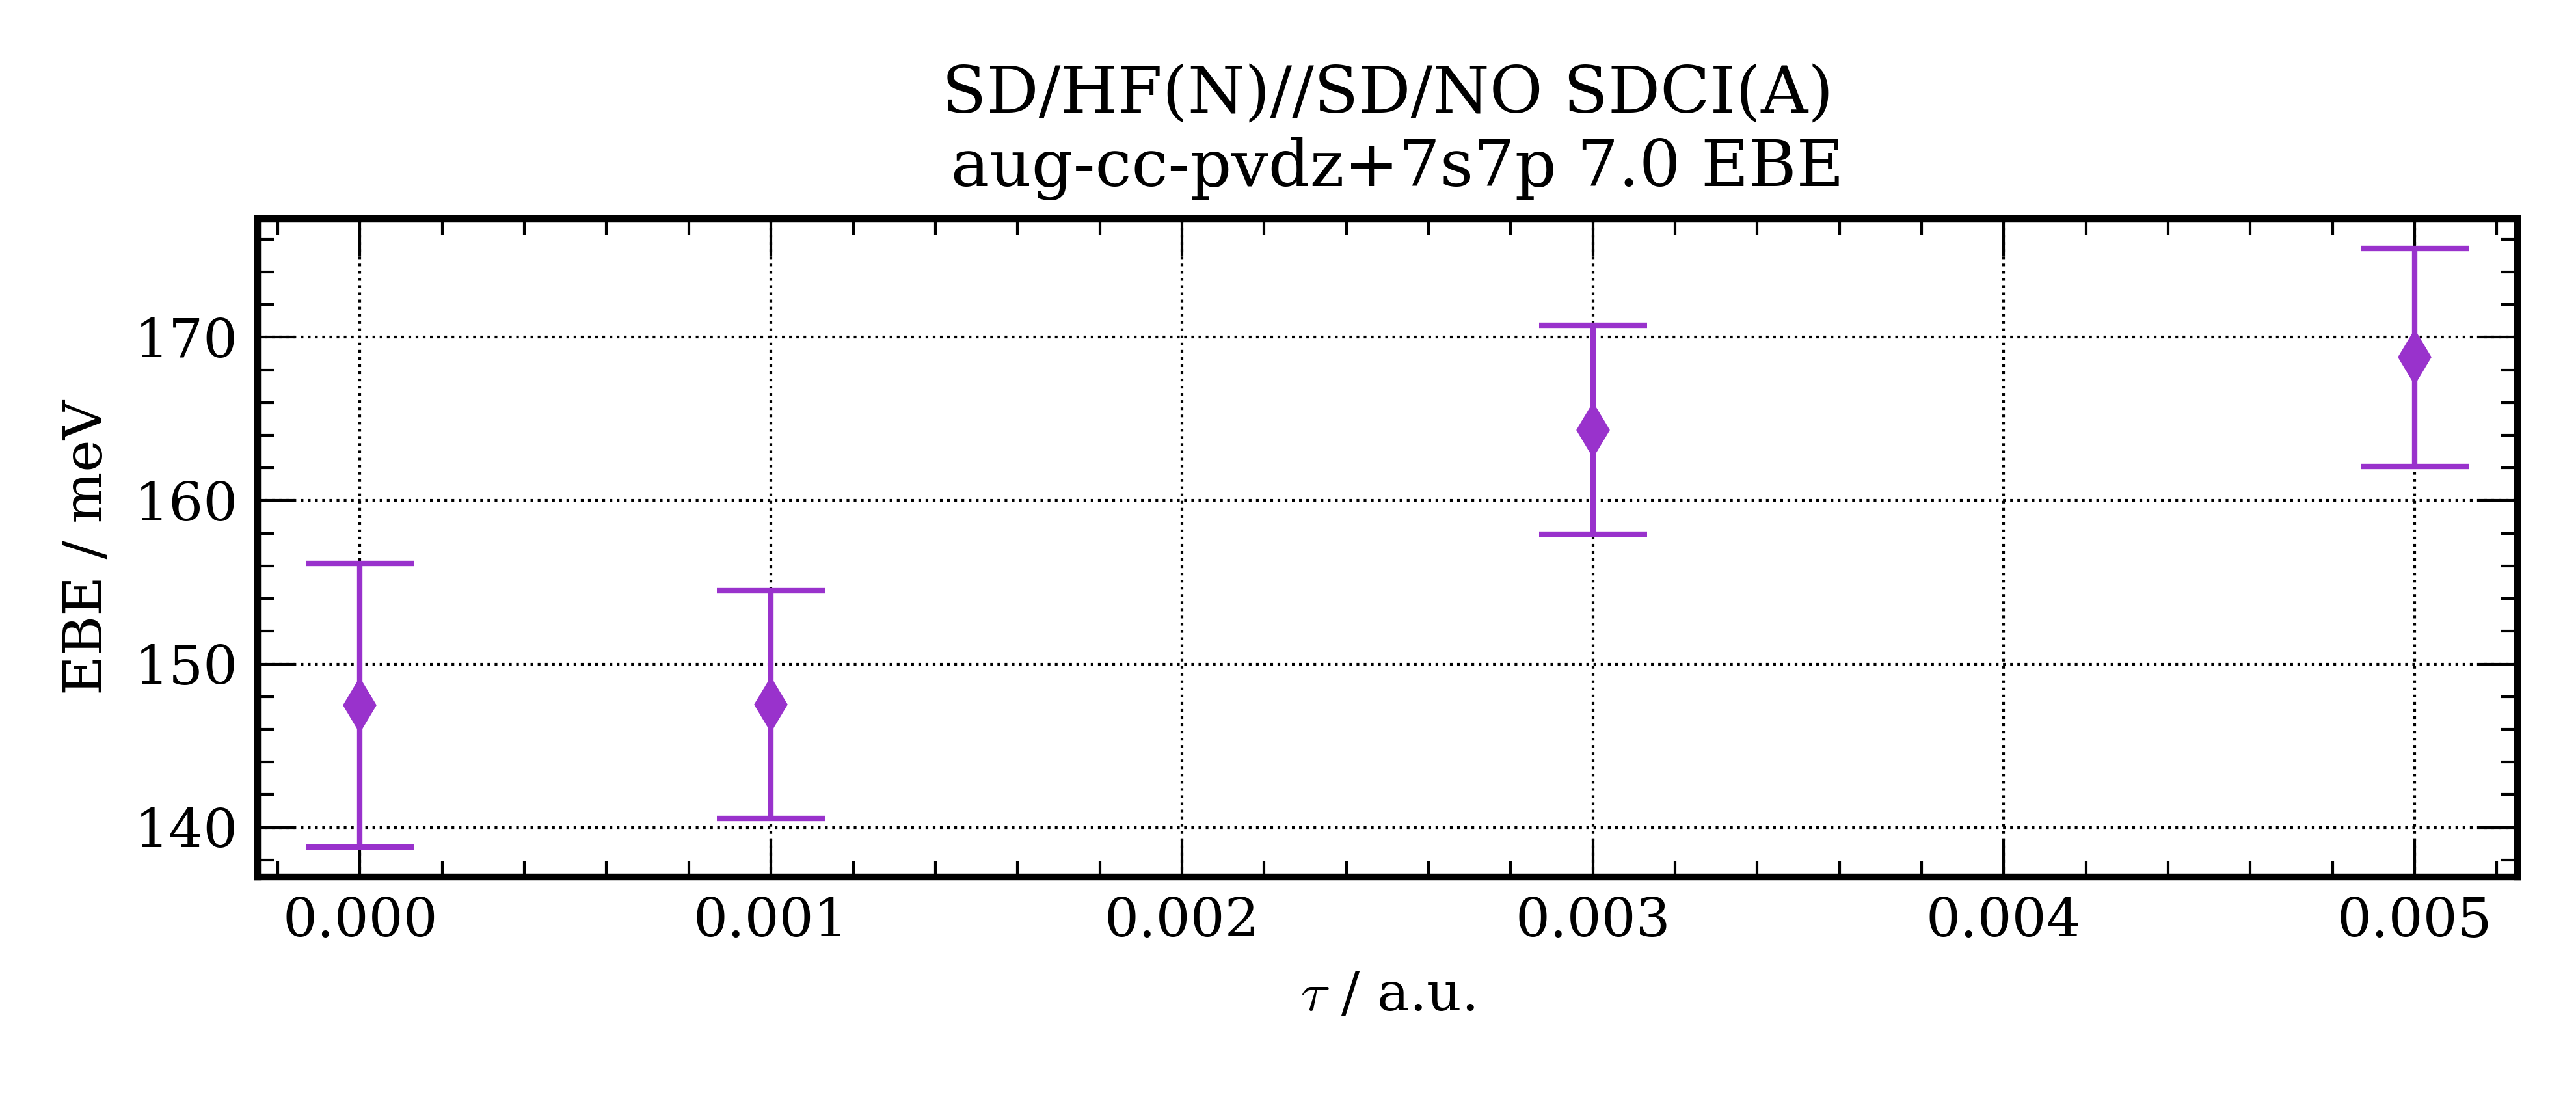 SD/HF(N)//SD/NO SDCI(A)
aug-cc-pvdz+7s7p 7.0 EBE
EBE / meV
170
160
150
140
0.000 0.001 0.002 0.003 0.004 0.005
τ / a.u.